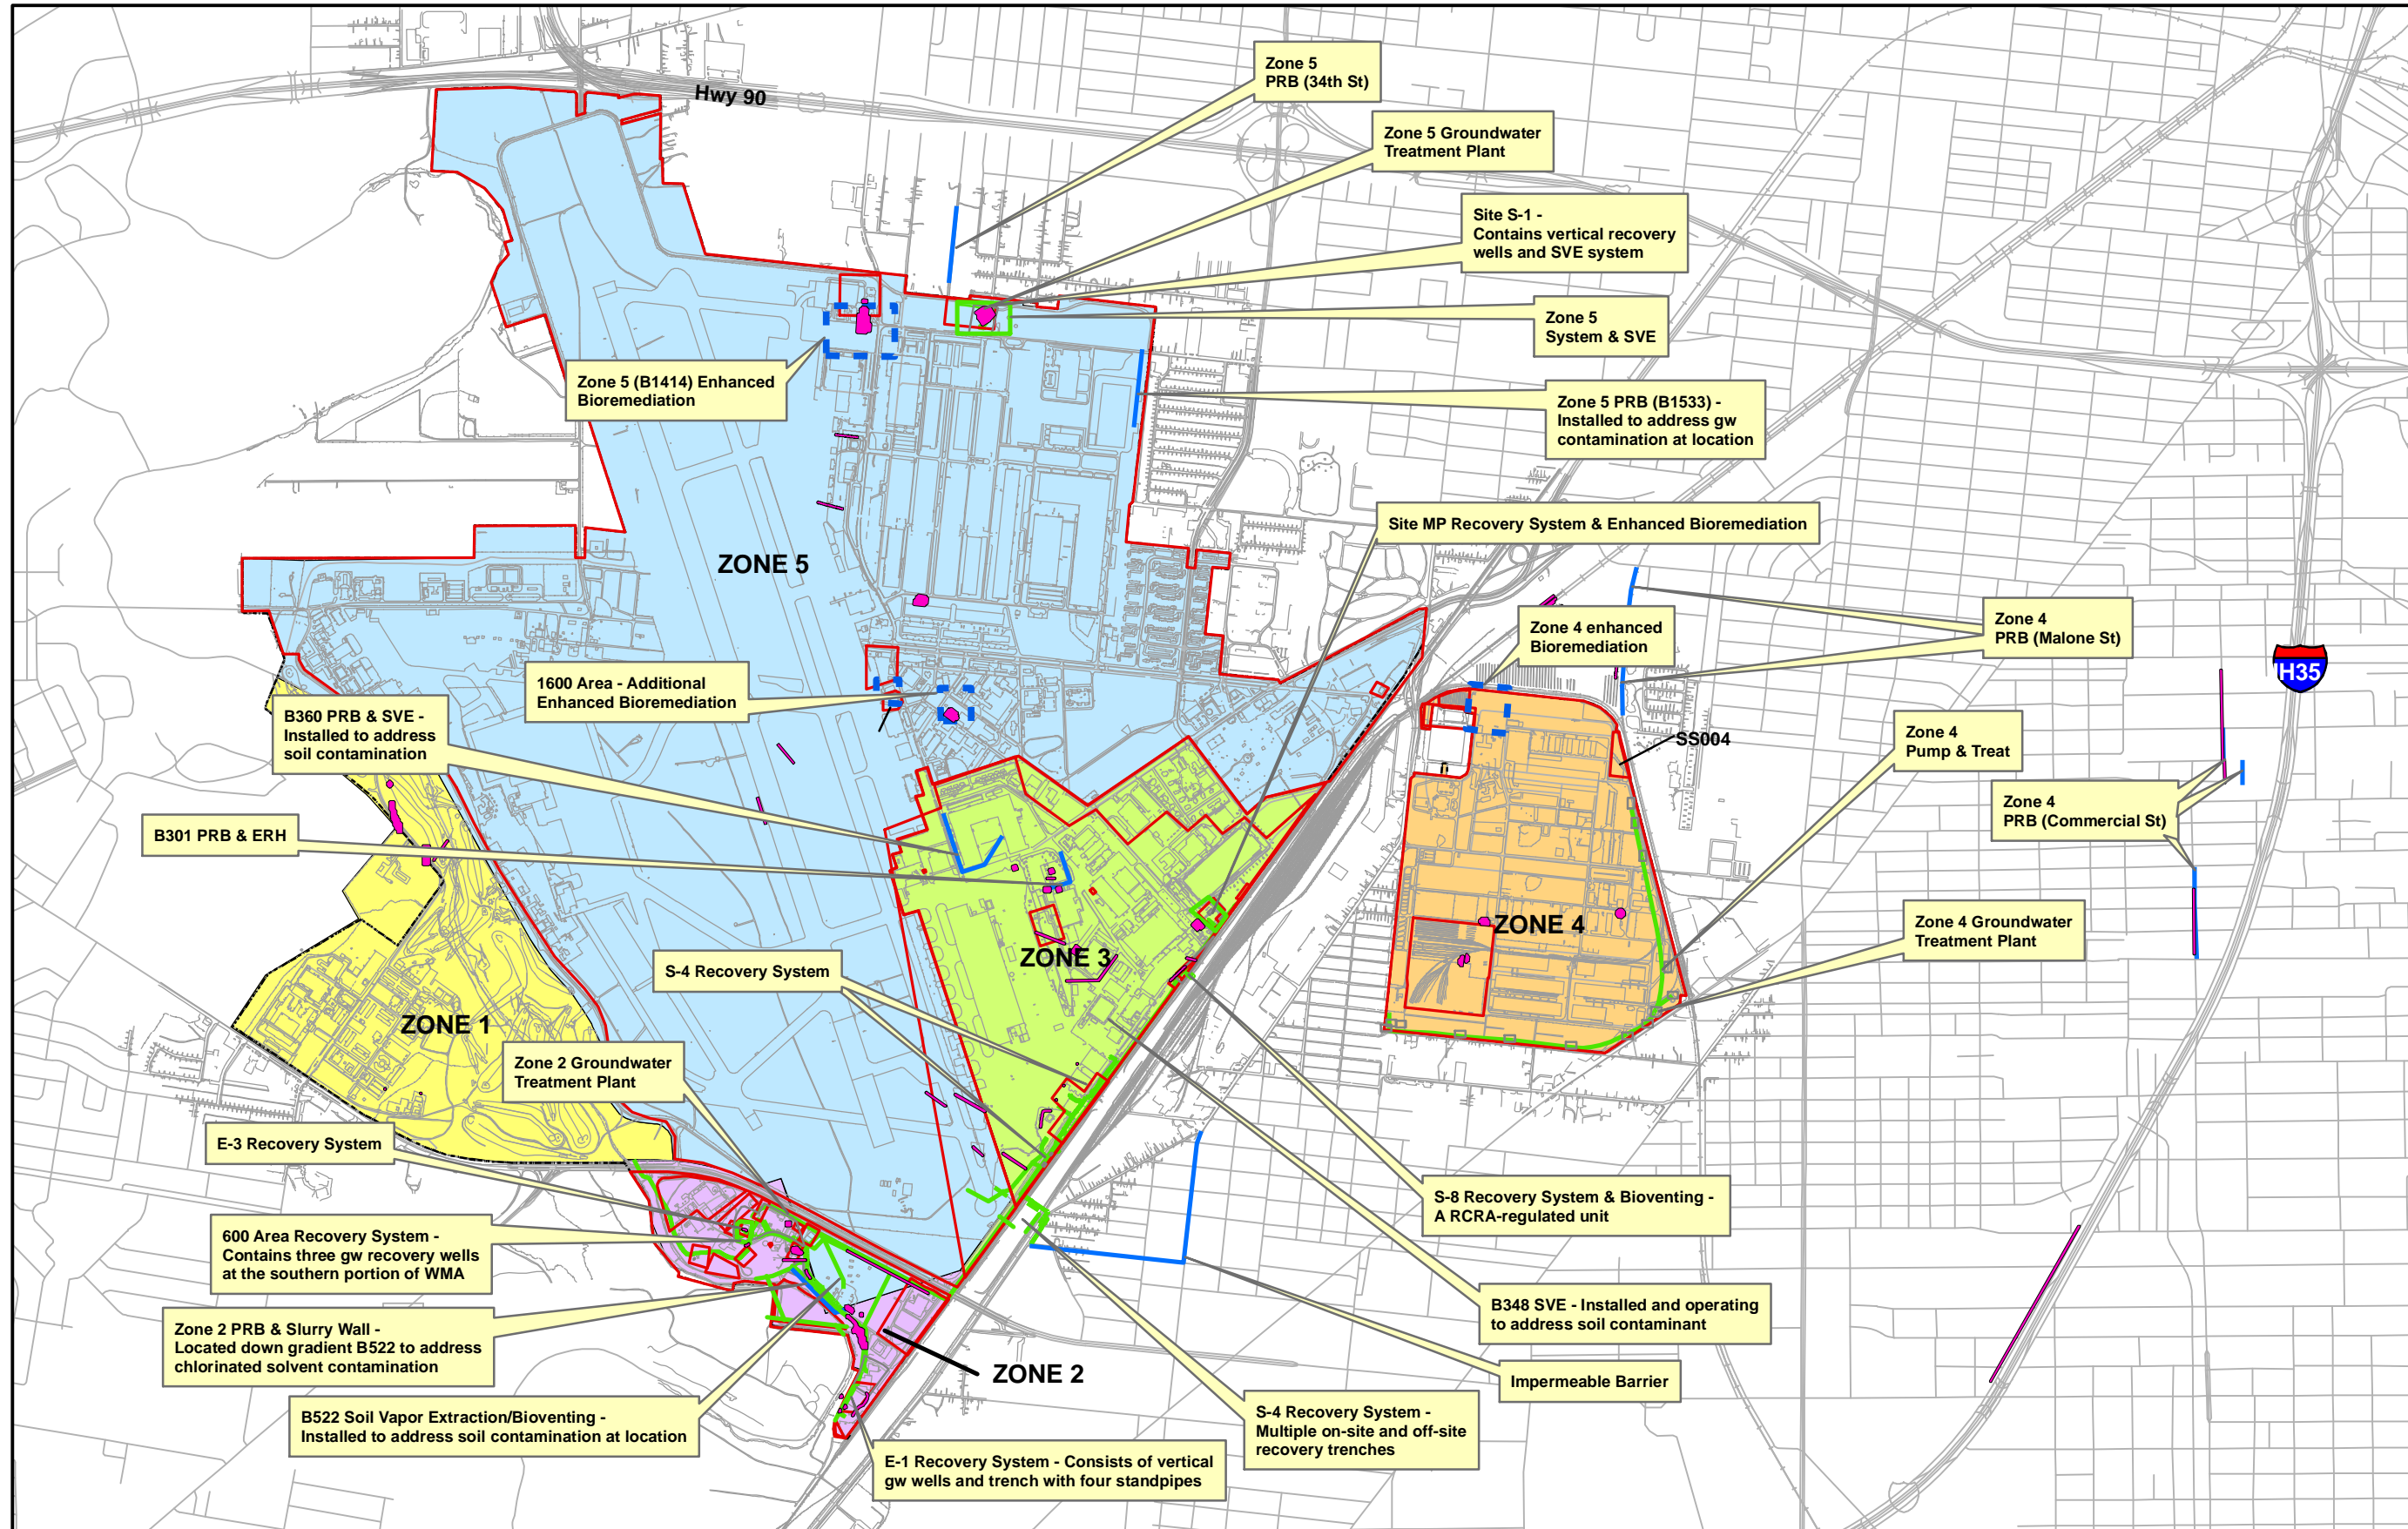 Hwy 90
Zone 5
PRB (34th St)
Zone 5 Groundwater
Treatment Plant
Site S-1 -
Contains vertical recovery
wells and SVE system
Zone 5
System & SVE
Zone 5 (B1414) Enhanced
Bioremediation
Zone 5 PRB (B1533) -
Installed to address gw
contamination at location
Site MP Recovery System & Enhanced Bioremediation
ZONE 5
Zone 4 enhanced
Bioremediation
Zone 4
PRB (Malone St)
H35
1600 Area - Additional
Enhanced Bioremediation
B360 PRB & SVE -
Installed to address
soil contamination
SS004
Zone 4
Pump & Treat
Zone 4
PRB (Commercial St)
B301 PRB & ERH
ZONE 4
Zone 4 Groundwater
Treatment Plant
ZONE 3
S-4 Recovery System
ZONE 1
Zone 2 Groundwater
Treatment Plant
E-3 Recovery System
S-8 Recovery System & Bioventing -
A RCRA-regulated unit
600 Area Recovery System -
Contains three gw recovery wells
at the southern portion of WMA
B348 SVE - Installed and operating
to address soil contaminant
Zone 2 PRB & Slurry Wall -
Located down gradient B522 to address
chlorinated solvent contamination
ZONE 2
Impermeable Barrier
B522 Soil Vapor Extraction/Bioventing -
Installed to address soil contamination at location
S-4 Recovery System -
Multiple on-site and off-site
recovery trenches
E-1 Recovery System - Consists of vertical
gw wells and trench with four standpipes